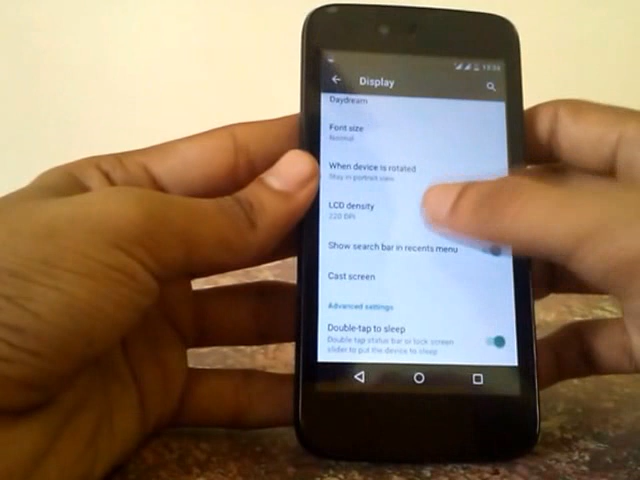 Display
Daydream
Font size
Normal
When device is rotated
Stay in portrait view
LCD density
220 DPI
Show search bar in recents menu
Cast screen
Advanced settings
Double-tap to sleep
Double tap status bar or lock screen
slider to put the device to sleep